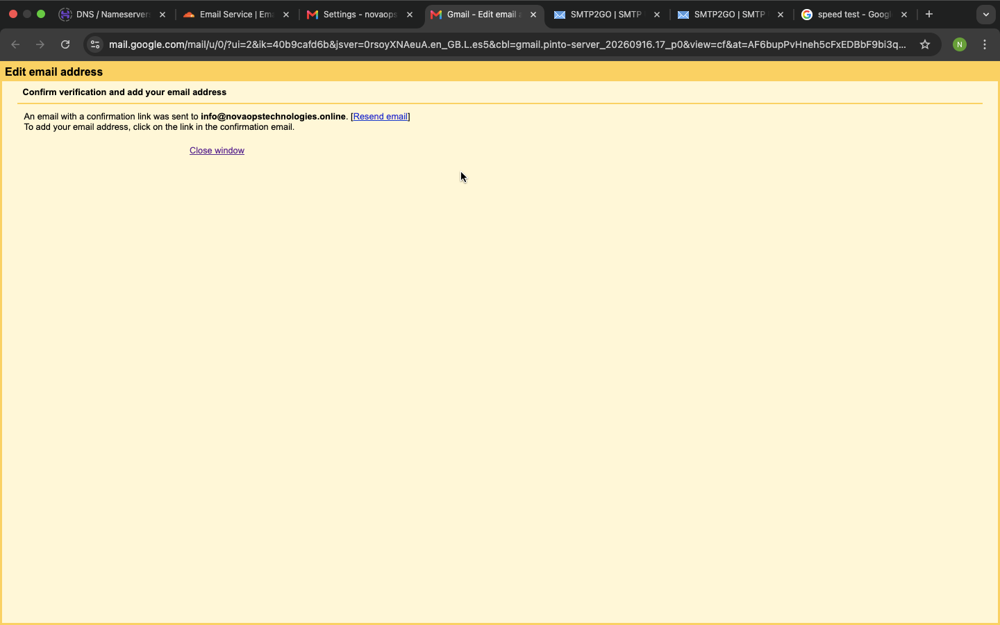 DNS / Nameservers
Email Service | Ema
Settings - novaops
Gmail - Edit email a
SMTP2GO | SMTP
SMTP2GO | SMTP
speed test - Googl
mail.google.com/mail/u/0/?ui=2&ik=40b9cafd6b&jsver=0rsoyXNAeuA.en_GB.L.es5&cbl=gmail.pinto-server_20260916.17_p0&view=cf&at=AF6bupPvHneh5cFxEDBbF9bi3q...
N
Edit email address
Confirm verification and add your email address
An email with a confirmation link was sent to info@novaopstechnologies.online. [Resend email]
To add your email address, click on the link in the confirmation email.
Close window